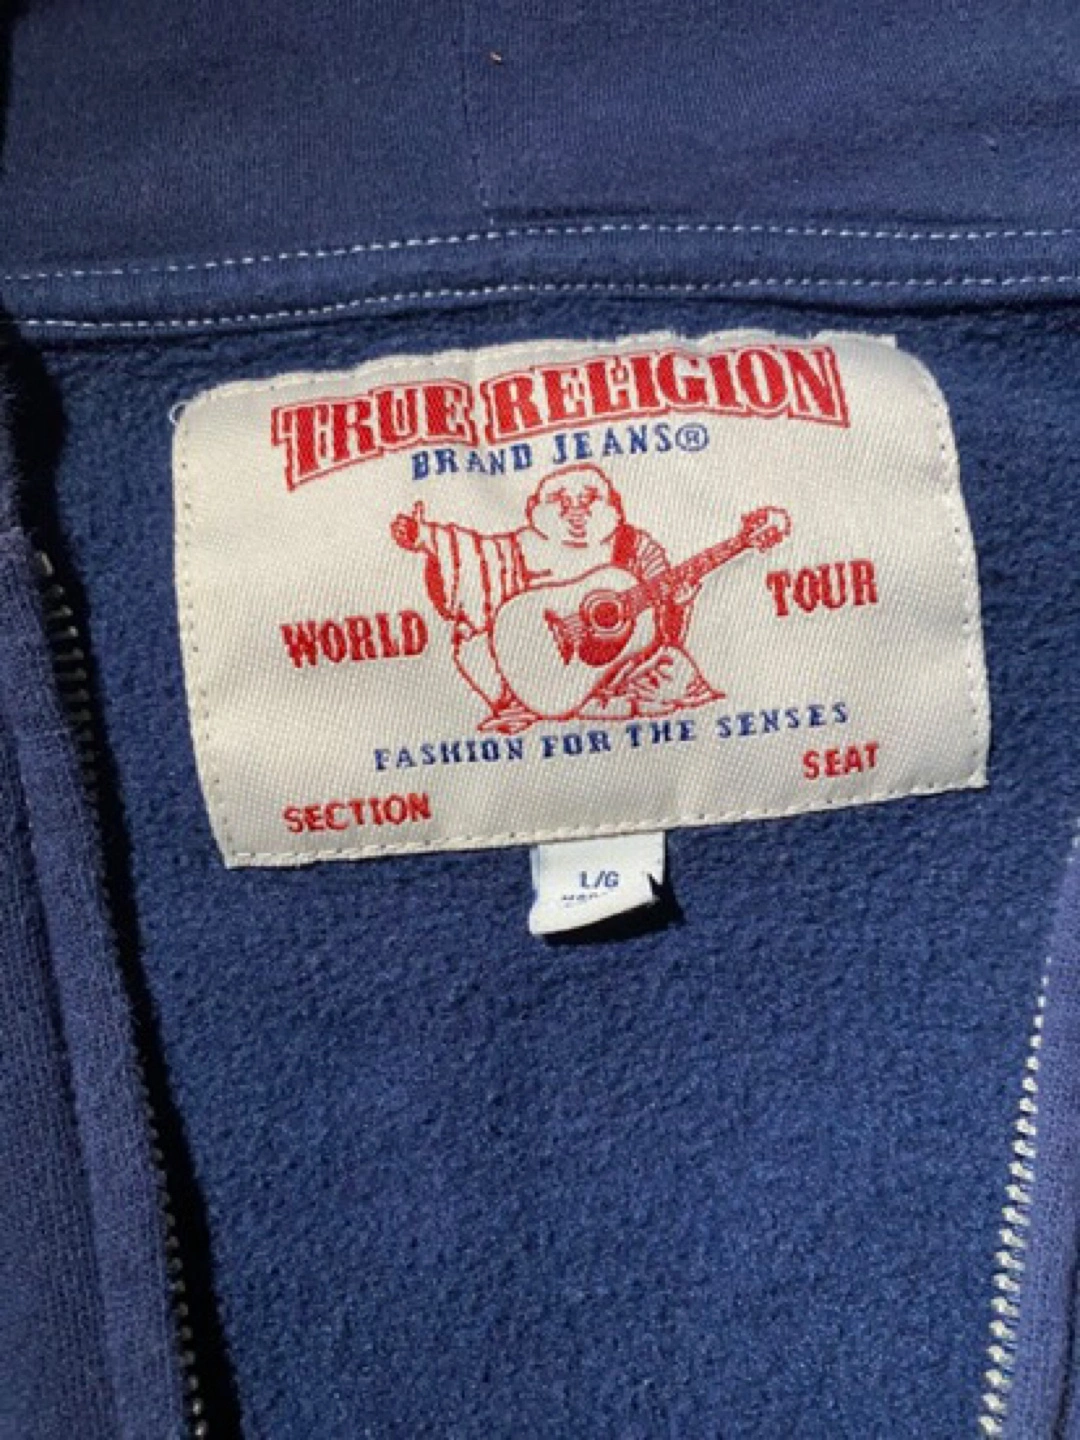 TRUE RELIGION
BRAND JEANS®
WORLD TOUR
FASHION FOR THE SENSES
SECTION SEAT
L/G